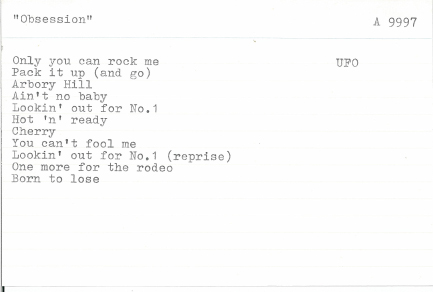 "Obsession"
A 9997
Only you can rock me
UFO
Pack it up (and go)
Arbory Hill
Ain't no baby
Lookin' out for No.1
Hot 'n' ready
Cherry
You can't fool me
Lookin' out for No.1 (reprise)
One more for the rodeo
Born to lose